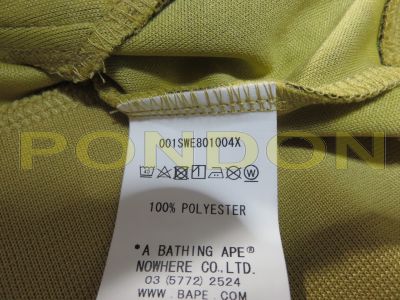 001SWE801004X
100% POLYESTER
*A BATHING APE®
NOWHERE CO.,LTD.
03 (5772) 2524
WWW.BAPE.COM
PONDON